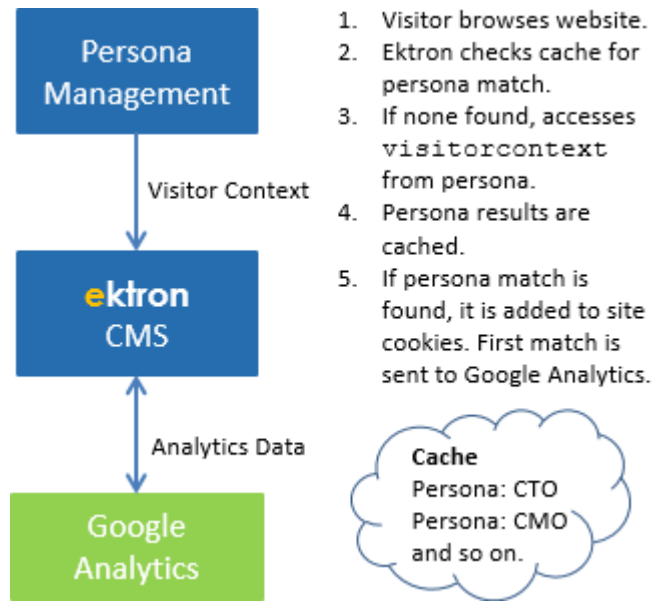 Persona
Management
Visitor Context
ektron
CMS
Analytics Data
Google
Analytics
1. Visitor browses website.
2. Ektron checks cache for
persona match.
3. If none found, accesses
visitorcontext
from persona.
4. Persona results are
cached.
5. If persona match is
found, it is added to site
cookies. First match is
sent to Google Analytics.
Cache
Persona: CTO
Persona: CMO
and so on.